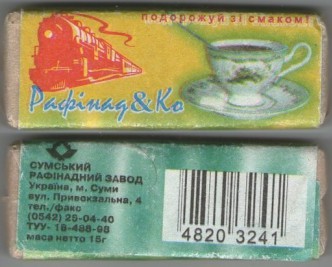 подорожуй зі смаком!
Рафінад&Ко
СУМСЬКИЙ
РАФІНАДНИЙ ЗАВОД
Україна, м. Суми
вул. Привокзальна, 4
тел./факс
(0542) 25-04-40
ТУУ- 18-488-98
маса нетто 15г
4820 3241